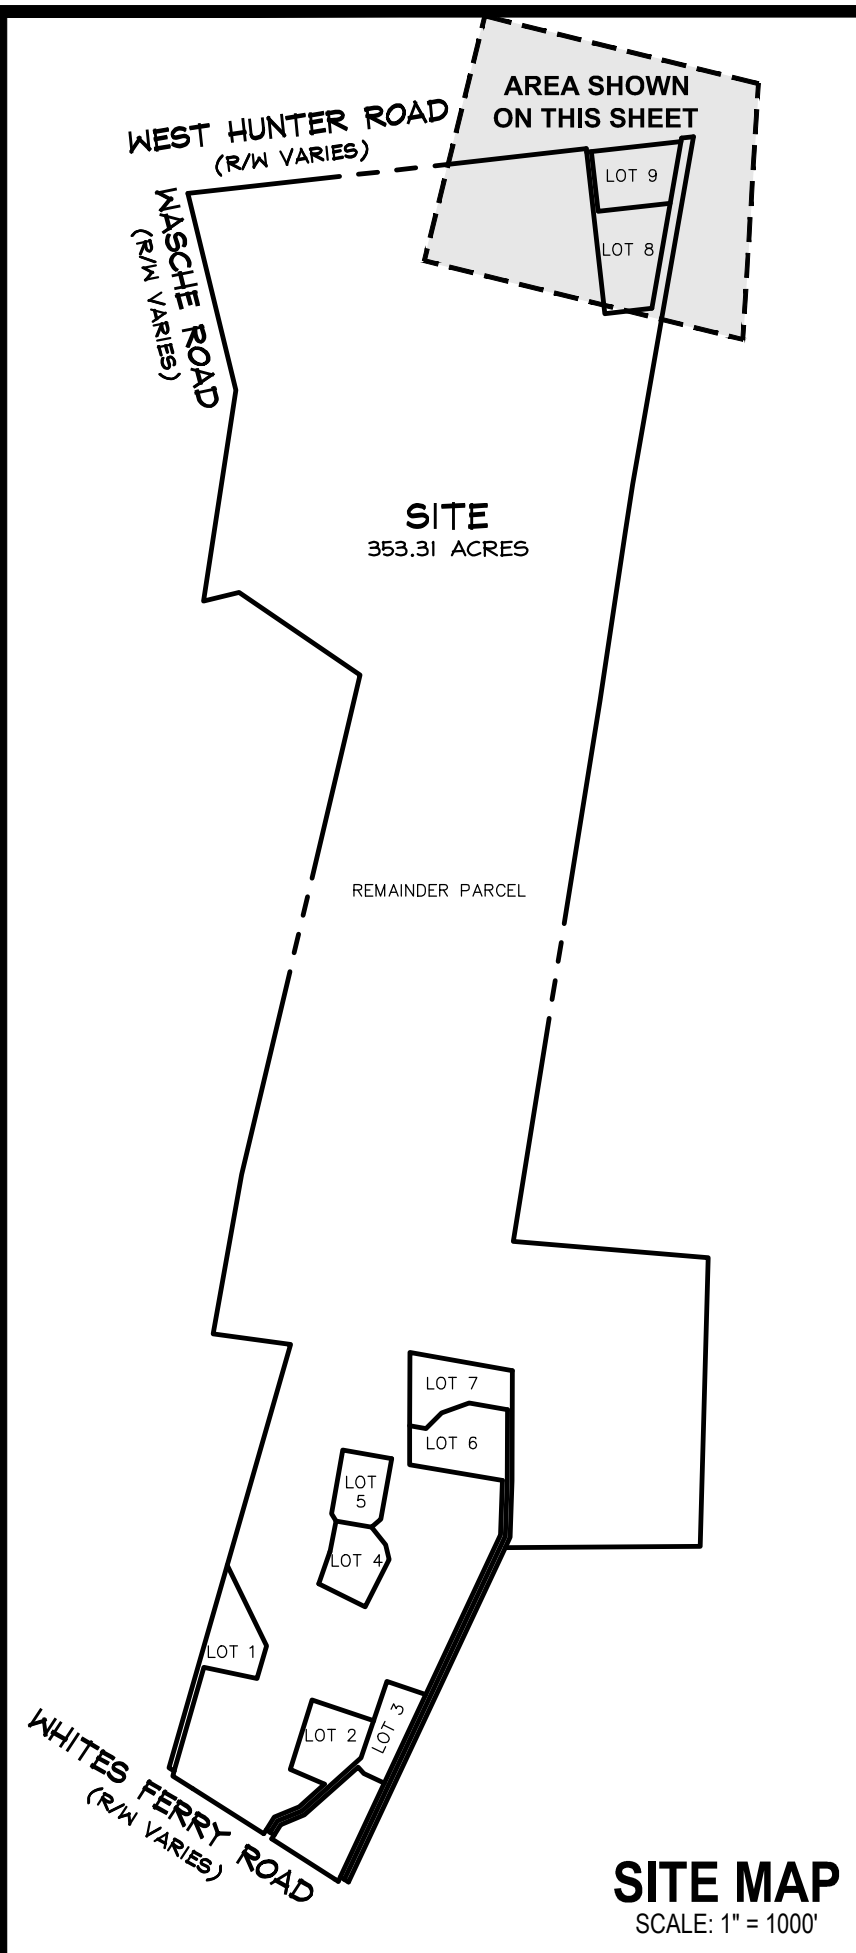 AREA SHOWN
ON THIS SHEET
WEST HUNTER ROAD
(R/W VARIES)
LOT 9
WASCHE ROAD
(R/W VARIES)
LOT 8
SITE
353.31 ACRES
REMAINDER PARCEL
LOT 7
LOT 6
LOT
5
LOT 4
LOT 1
LOT 2
LOT 3
WHITES FERRY ROAD
(R/W VARIES)
SITE MAP
SCALE: 1" = 1000'